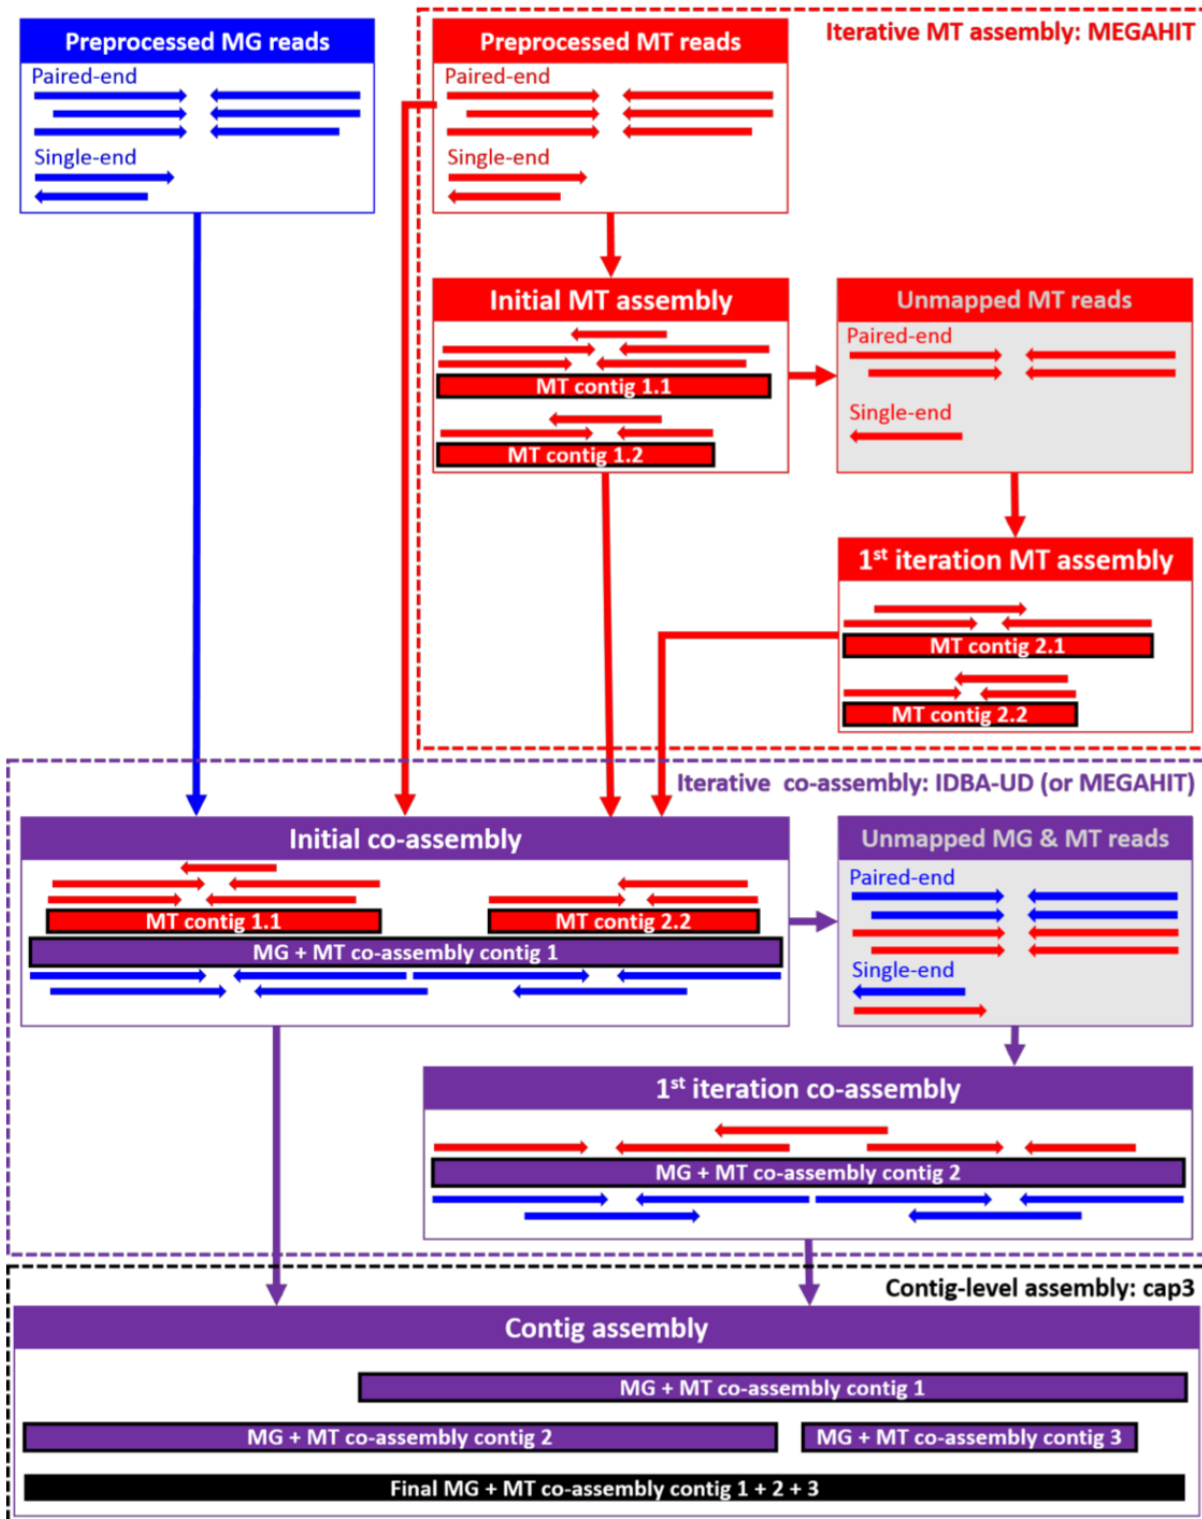 Iterative MT assembly: MEGAHIT
Preprocessed MG reads
Paired-end
Single-end
Preprocessed MT reads
Paired-end
Single-end
Initial MT assembly
MT contig 1.1
MT contig 1.2
Unmapped MT reads
Paired-end
Single-end
1st iteration MT assembly
MT contig 2.1
MT contig 2.2
Iterative co-assembly: IDBA-UD (or MEGAHIT)
Initial co-assembly
MT contig 1.1
MT contig 2.2
MG + MT co-assembly contig 1
Unmapped MG & MT reads
Paired-end
Single-end
1st iteration co-assembly
MG + MT co-assembly contig 2
Contig-level assembly: cap3
Contig assembly
MG + MT co-assembly contig 1
MG + MT co-assembly contig 2
MG + MT co-assembly contig 3
Final MG + MT co-assembly contig 1 + 2 + 3